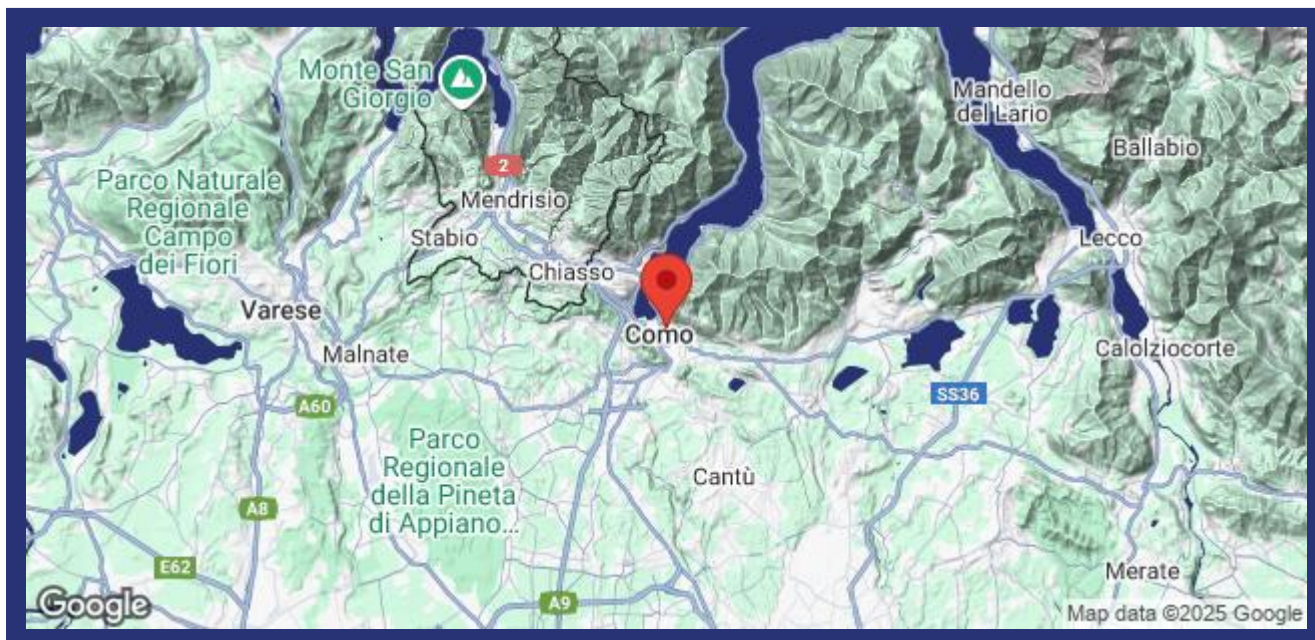 Monte San
Giorgio
Mandello
del Lario
Ballabio
2
Parco Naturale
Regionale
Campo
dei Fiori
Mendrisio
Stabio
Lecco
Chiasso
Varese
Como
Malnate
Calolziocorte
SS36
A60
Parco
Regionale
della Pineta
di Appiano...
Cantù
A8
E62
Merate
A9
Google
Map data ©2025 Google